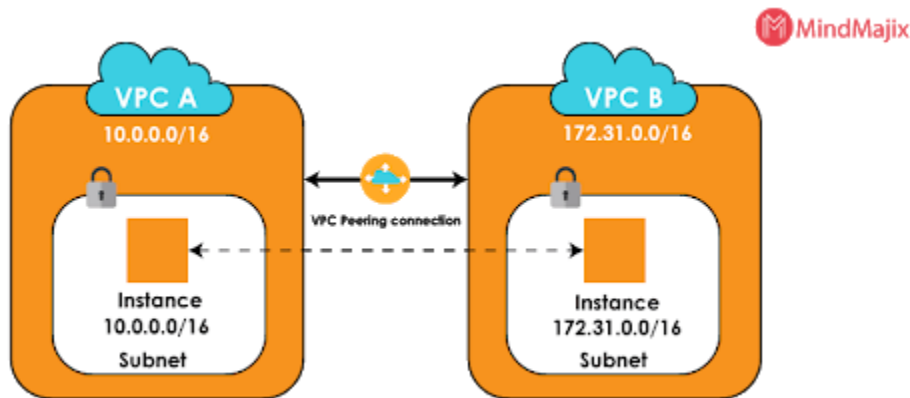 MindMajix
VPC A
10.0.0.0/16
VPC B
172.31.0.0/16
VPC Peering connection
Instance
10.0.0.0/16
Subnet
Instance
172.31.0.0/16
Subnet